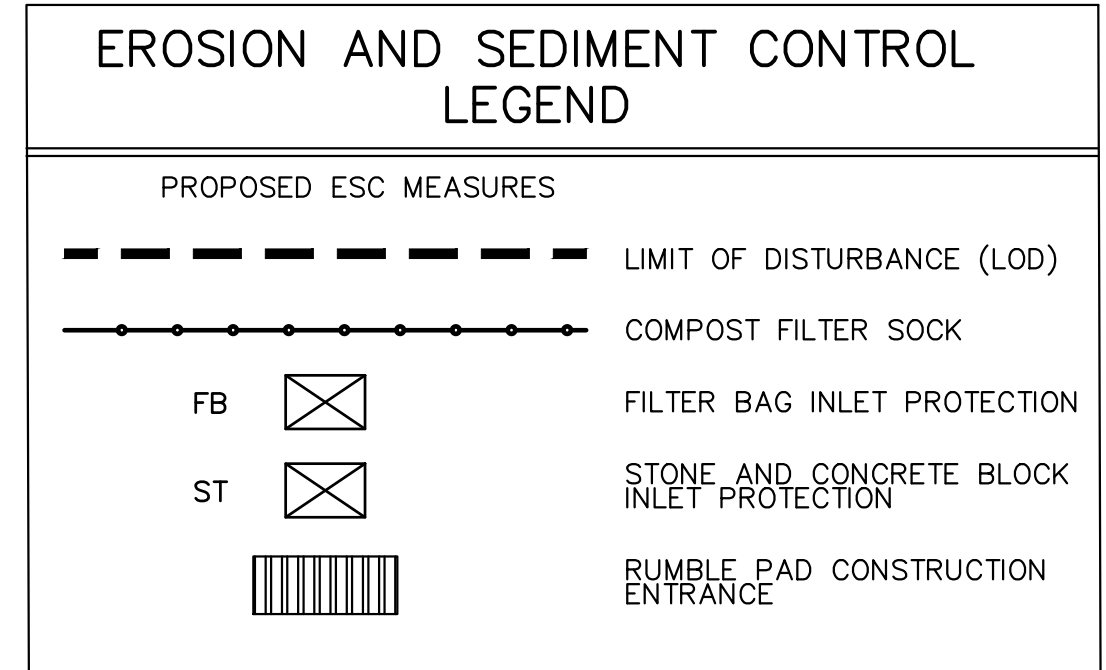 EROSION AND SEDIMENT CONTROL
LEGEND
PROPOSED ESC MEASURES
LIMIT OF DISTURBANCE (LOD)
COMPOST FILTER SOCK
FB FILTER BAG INLET PROTECTION
ST STONE AND CONCRETE BLOCK
INLET PROTECTION
RUMBLE PAD CONSTRUCTION
ENTRANCE